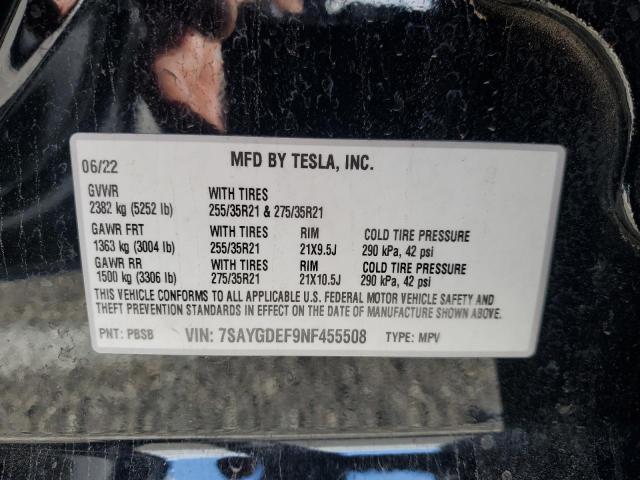 06/22 MFD BY TESLA, INC.
GVWR WITH TIRES
2382 kg (5252 lb) 255/35R21 & 275/35R21
GAWR FRT WITH TIRES RIM COLD TIRE PRESSURE
1363 kg (3004 lb) 255/35R21 21X9.5J 290 kPa, 42 psi
GAWR RR WITH TIRES RIM COLD TIRE PRESSURE
1500 kg (3306 lb) 275/35R21 21X10.5J 290 kPa, 42 psi
THIS VEHICLE CONFORMS TO ALL APPLICABLE U.S. FEDERAL MOTOR VEHICLE SAFETY AND
THEFT PREVENTION STANDARDS IN EFFECT ON THE DATE OF MANUFACTURE SHOWN ABOVE.
PNT: PBSB VIN: 7SAYGDEF9NF455508 TYPE: MPV